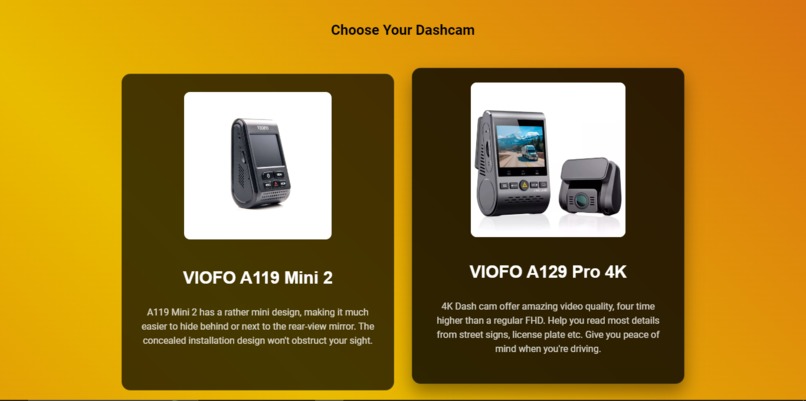 Choose Your Dashcam
VIOFO A119 Mini 2
A119 Mini 2 has a rather mini design, making it much
easier to hide behind or next to the rear-view mirror. The
concealed installation design won't obstruct your sight.
VIOFO A129 Pro 4K
4K Dash cam offer amazing video quality, four time
higher than a regular FHD. Help you read most details
from street signs, license plate etc. Give you peace of
mind when you're driving.